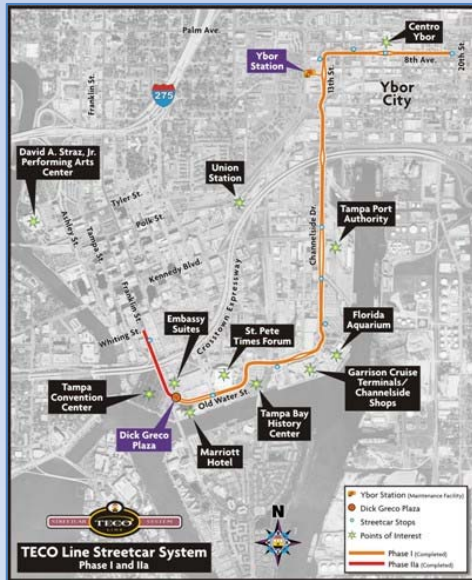 Palm Ave.
Centro
Ybor
Ybor
Station
8th Ave.
20th St.
13th St.
Ybor
City
Franklin St.
275
David A. Straz, Jr.
Performing Arts
Center
Union
Station
Tyler St.
Polk St.
Ashley St.
Tampa St.
Kennedy Blvd.
Crosstown Expressway
Channelside Dr.
Tampa Port
Authority
Franklin St.
Whiting St.
Embassy
Suites
St. Pete
Times Forum
Florida
Aquarium
Garrison Cruise
Terminals/
Channelside
Shops
Tampa
Convention
Center
Old Water St.
Tampa Bay
History
Center
Dick Greco
Plaza
Marriott
Hotel
STREETCAR TECO SYSTEM
LINE
TECO Line Streetcar System
Phase I and IIa
N
Ybor Station (Maintenance Facility)
Dick Greco Plaza
Streetcar Stops
Points of Interest
Phase I (Completed)
Phase IIa (Completed)